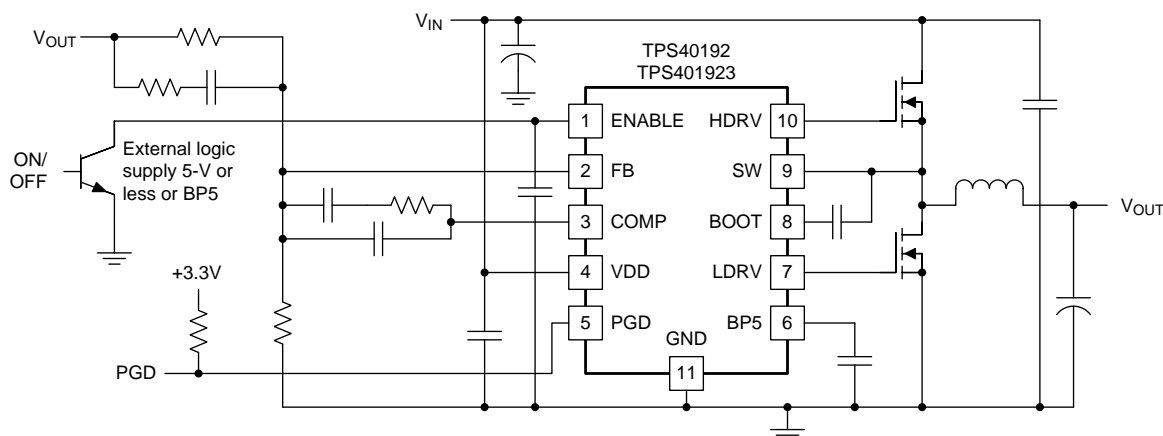 VIN
VOUT
TPS40192
TPS401923
1 ENABLE HDRV 10
ON/
OFF
External logic
supply 5-V or
less or BP5
2 FB SW 9
3 COMP BOOT 8
VOUT
4 VDD LDRV 7
+3.3V
5 PGD BP5 6
GND
11
PGD